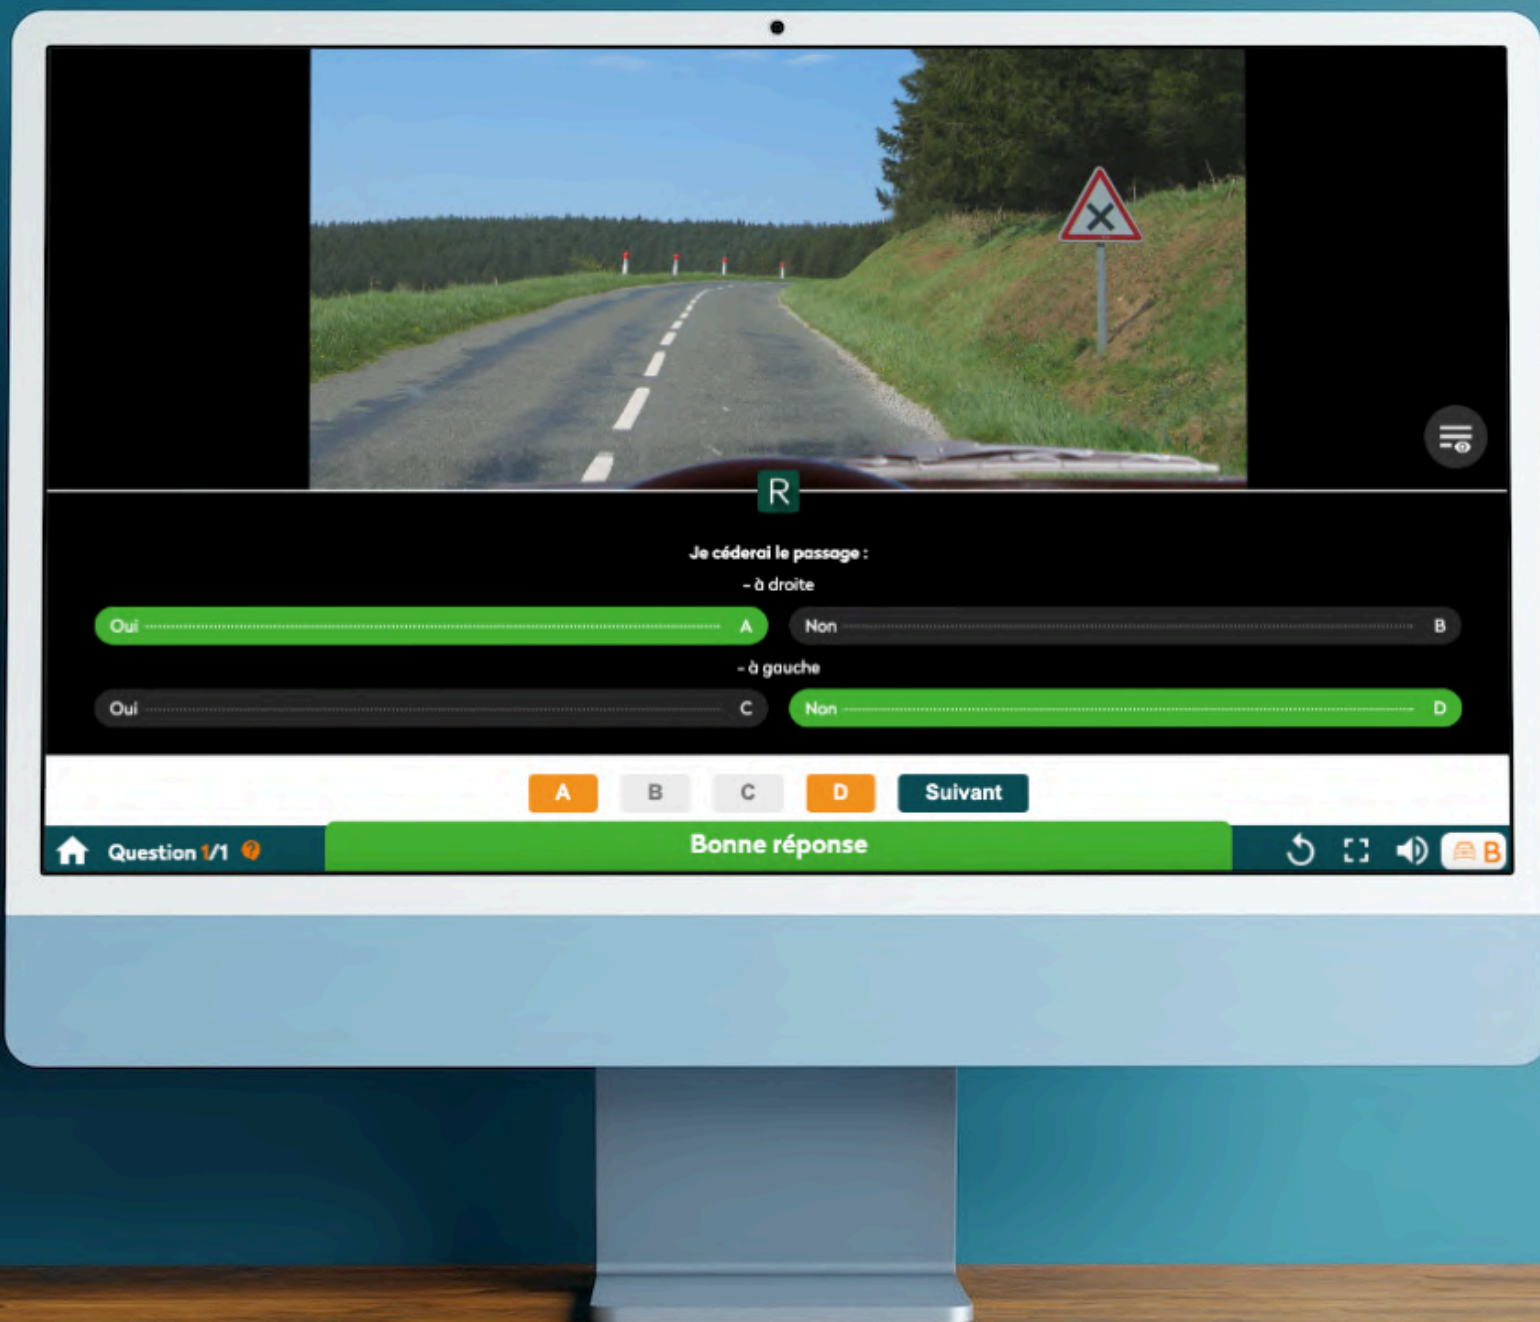 R
Je céderai le passage :
- à droite
Oui A Non B
- à gauche
Oui C Non D
A B C D Suivant
Question 1/1 ?
Bonne réponse
B